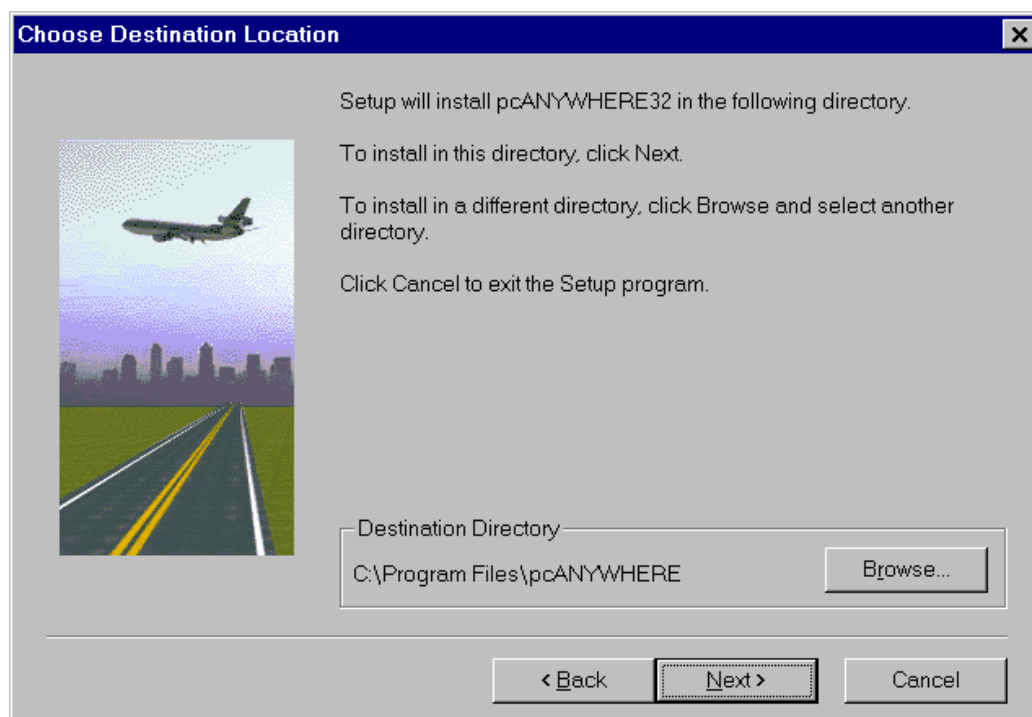 Choose Destination Location
Setup will install pcANYWHERE32 in the following directory.
To install in this directory, click Next.
To install in a different directory, click Browse and select another
directory.
Click Cancel to exit the Setup program.
Destination Directory
C:\Program Files\pcANYWHERE
Browse...
< Back
Next >
Cancel